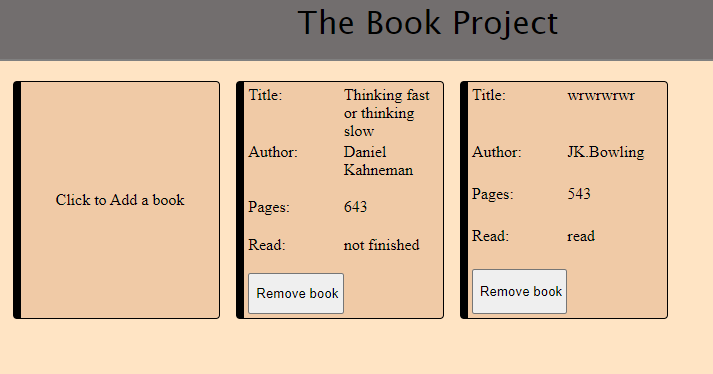 The Book Project
Click to Add a book
Title: Thinking fast
or thinking
slow
Author: Daniel
Kahneman
Pages: 643
Read: not finished
Remove book
Title: wrwrwrwr
Author: JK.Bowling
Pages: 543
Read: read
Remove book